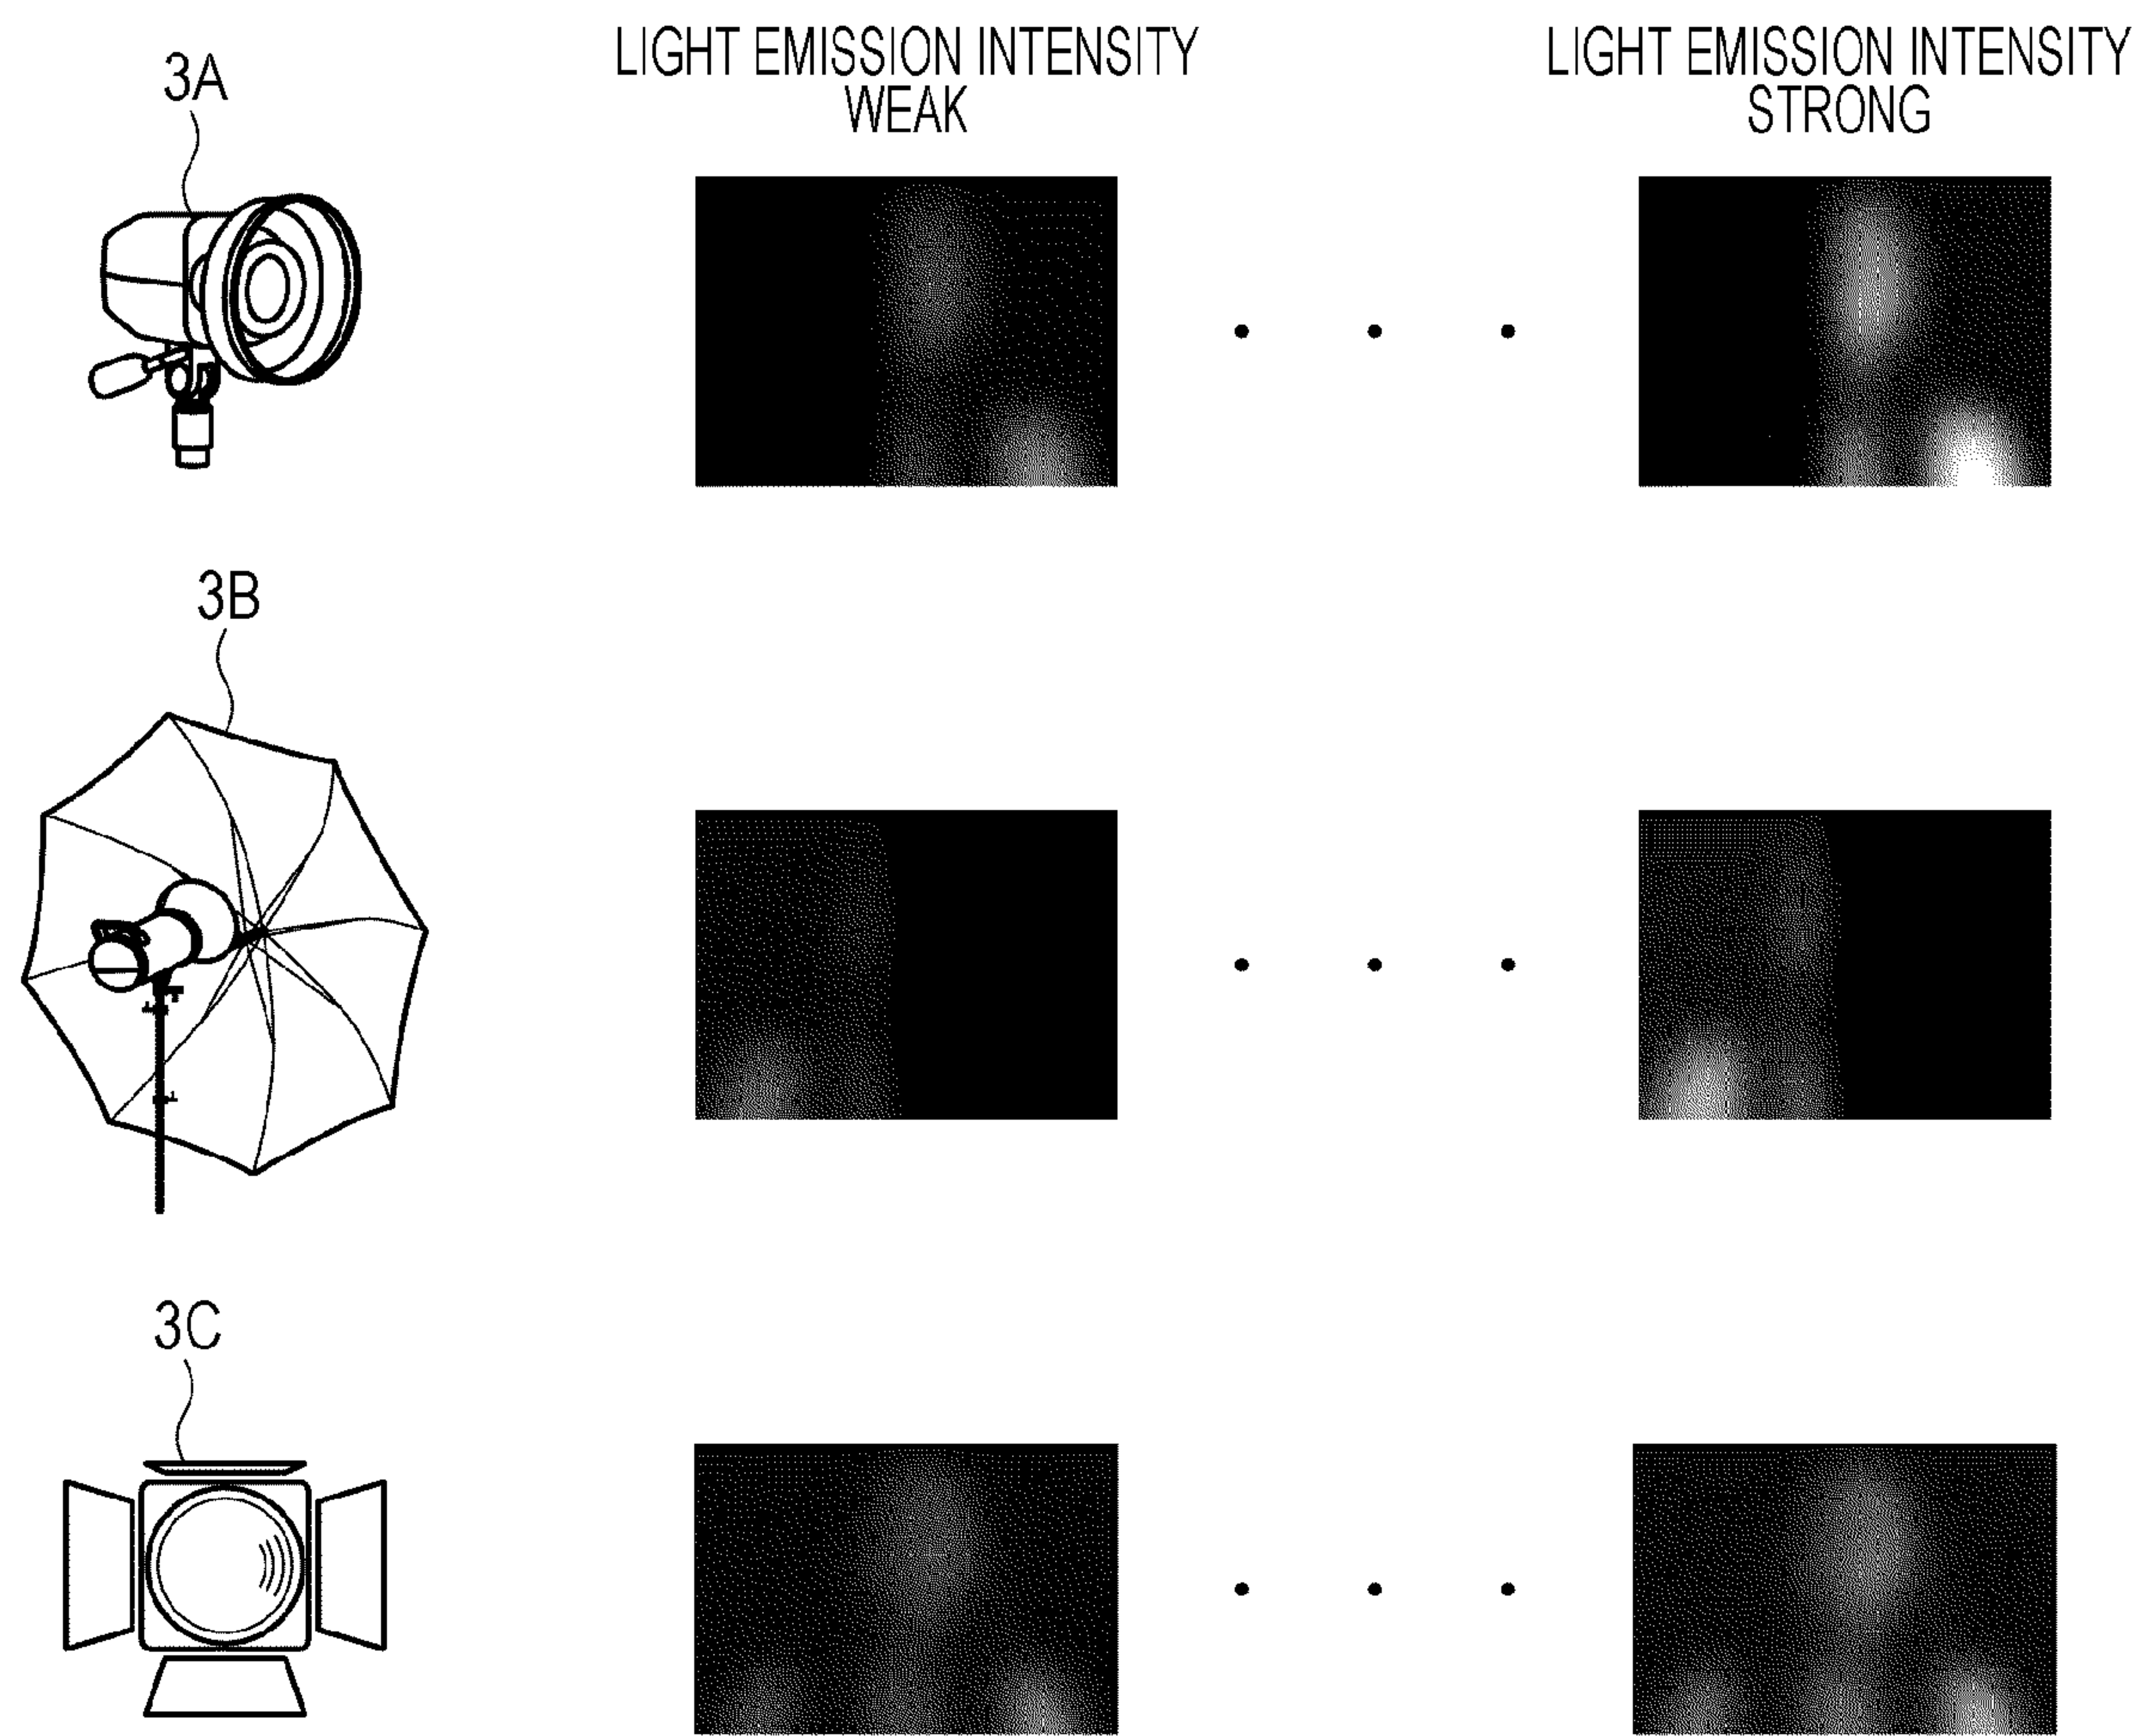 3A
LIGHT EMISSION INTENSITY
WEAK
LIGHT EMISSION INTENSITY
STRONG
3B
3C